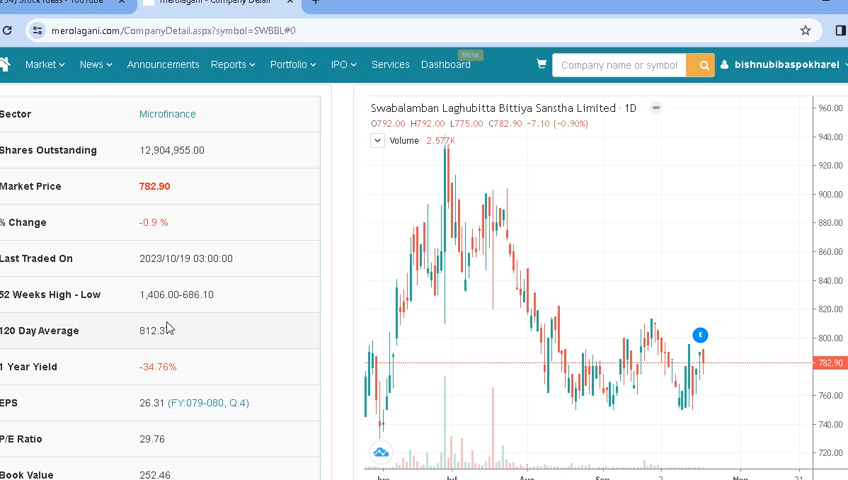 Stock Ideas - YouTube
merolagani - Company Detail
merolagani.com/CompanyDetail.aspx?symbol=SWBBL#0
Market News Announcements Reports Portfolio IPO Services Dashboard New Company name or symbol bishnubibaspokharel
Sector Microfinance
Shares Outstanding 12,904,955.00
Market Price 782.90
% Change -0.9 %
Last Traded On 2023/10/19 03:00:00
52 Weeks High - Low 1,406.00-686.10
120 Day Average
1 Year Yield -34.76%
EPS 26.31 (FY:079-080, Q:4)
P/E Ratio 29.76
Book Value 252.46
Swabalamban Laghubitta Bittiya Sanstha Limited · 1D
O792.00 H792.00 L775.00 C782.90 -7.10 (-0.90%)
Volume 2.577K
960.00
940.00
920.00
900.00
880.00
860.00
840.00
820.00
800.00
E
782.90
760.00
740.00
720.00
Jul Aug Sep 2 Nov 21